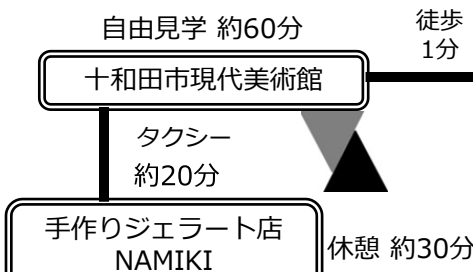 自由見学 約60分
徒歩
1分
十和田市現代美術館
タクシー
約20分
手作りジェラート店
NAMIKI
休憩 約30分